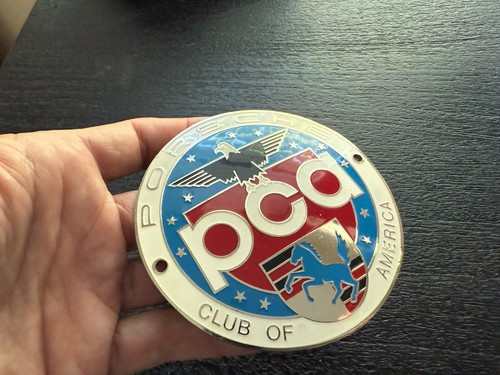 PORSCHE
pca
CLUB OF AMERICA